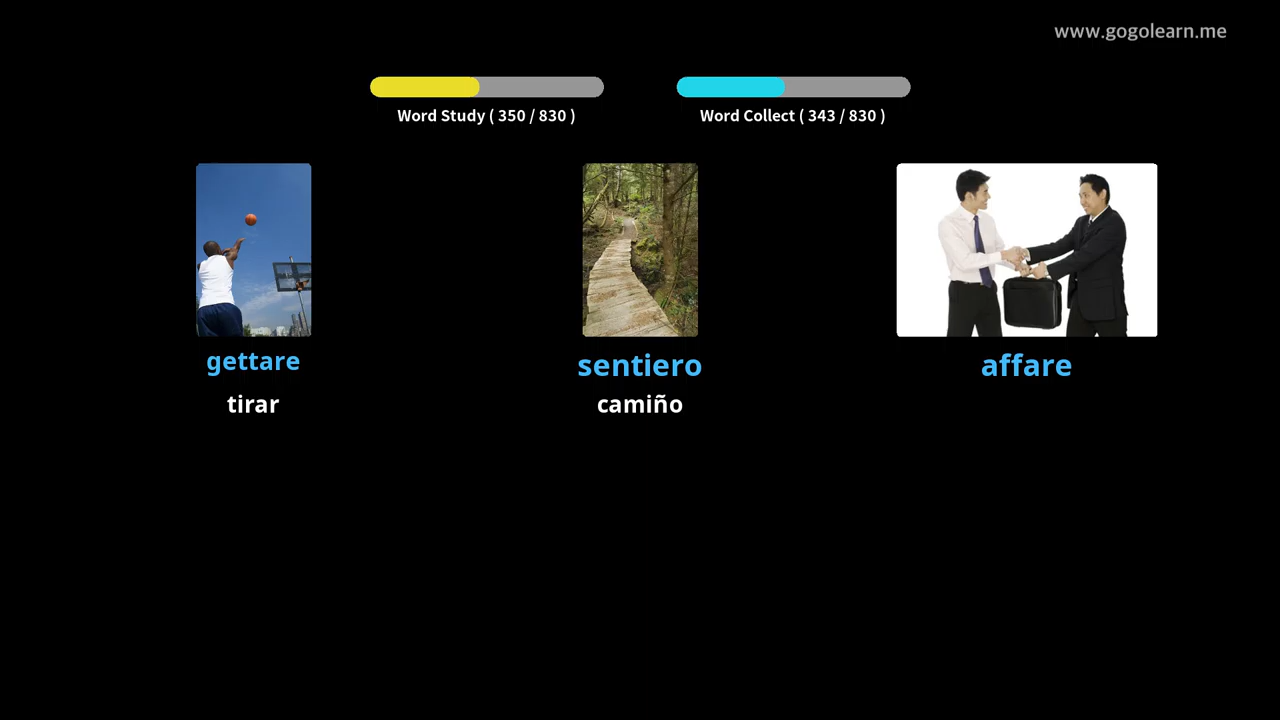 www.gogolearn.me
Word Study ( 350 / 830 )
Word Collect ( 343 / 830 )
gettare
sentiero
affare
tirar
camiño